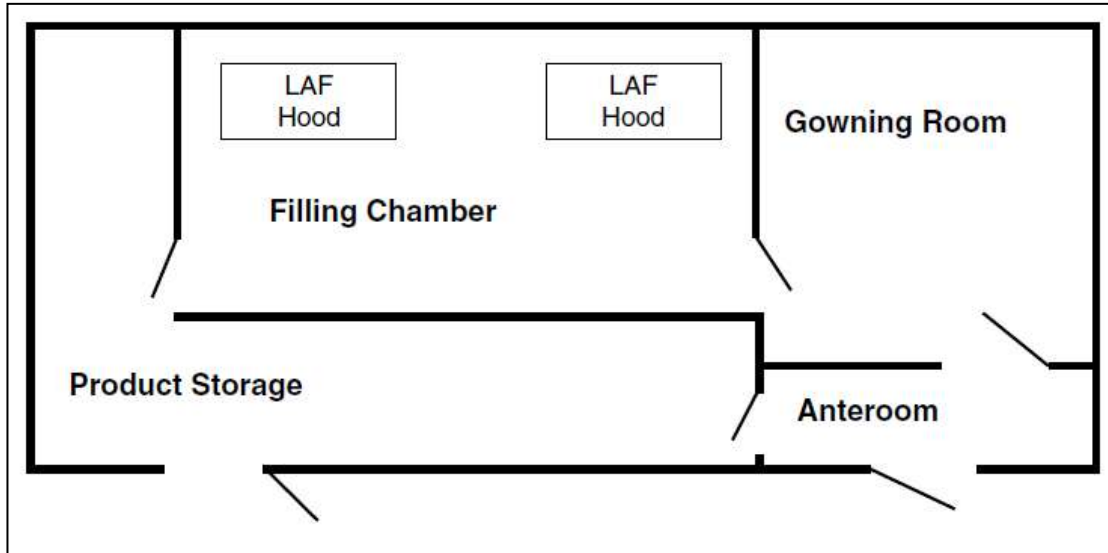 LAF
Hood
LAF
Hood
Gowning Room
Filling Chamber
Product Storage
Anteroom